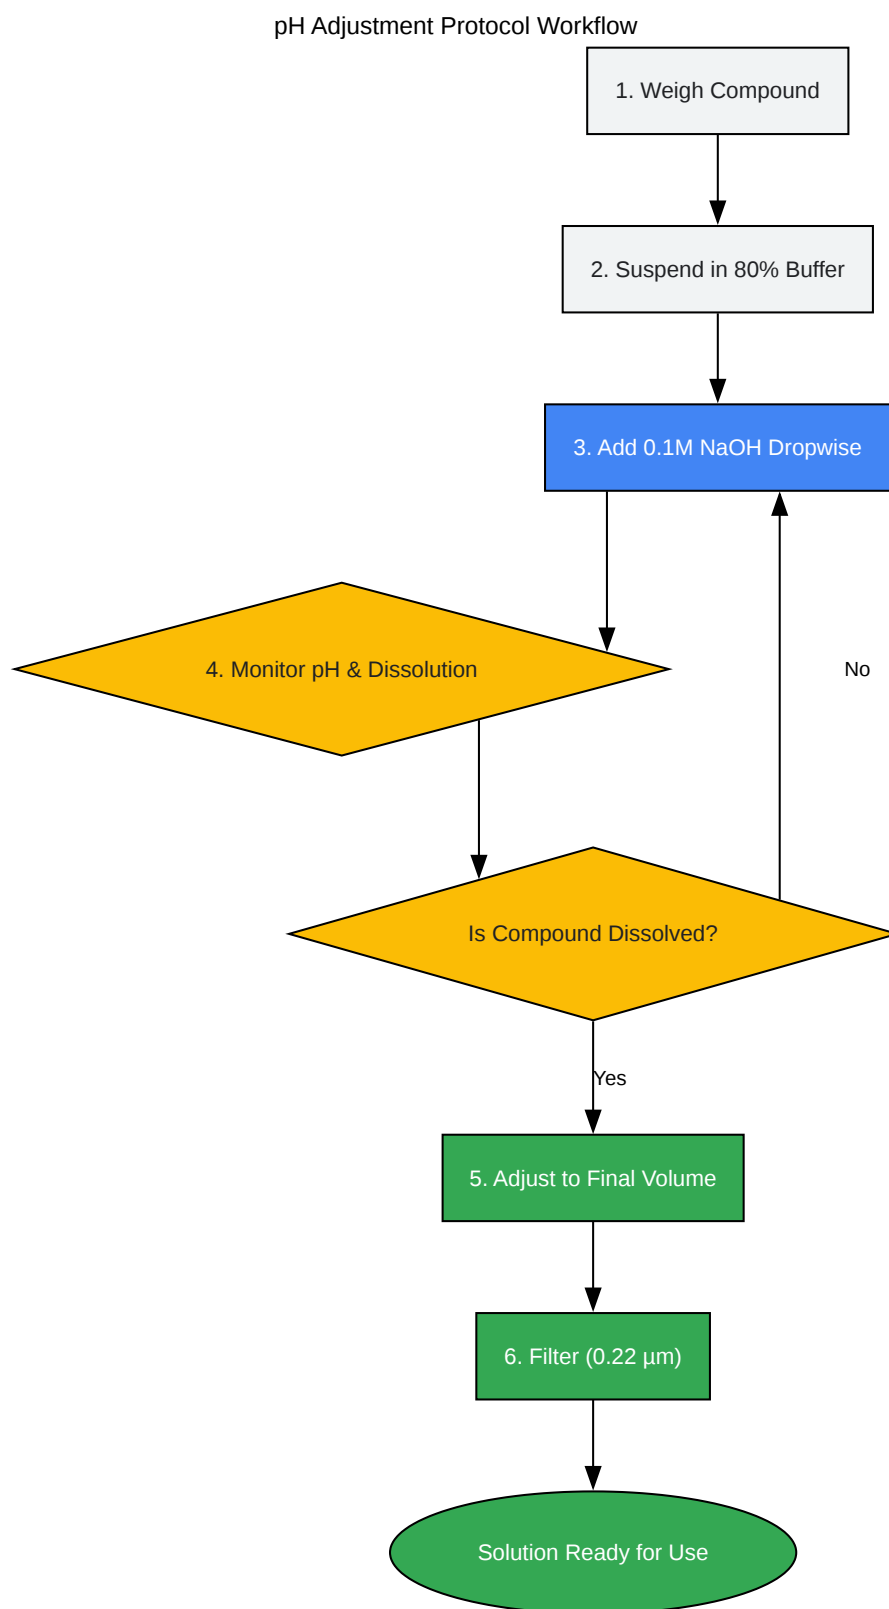 pH Adjustment Protocol Workflow
1. Weigh Compound
2. Suspend in 80% Buffer
3. Add 0.1M NaOH Dropwise
4. Monitor pH & Dissolution
No
Is Compound Dissolved?
Yes
5. Adjust to Final Volume
6. Filter (0.22 µm)
Solution Ready for Use